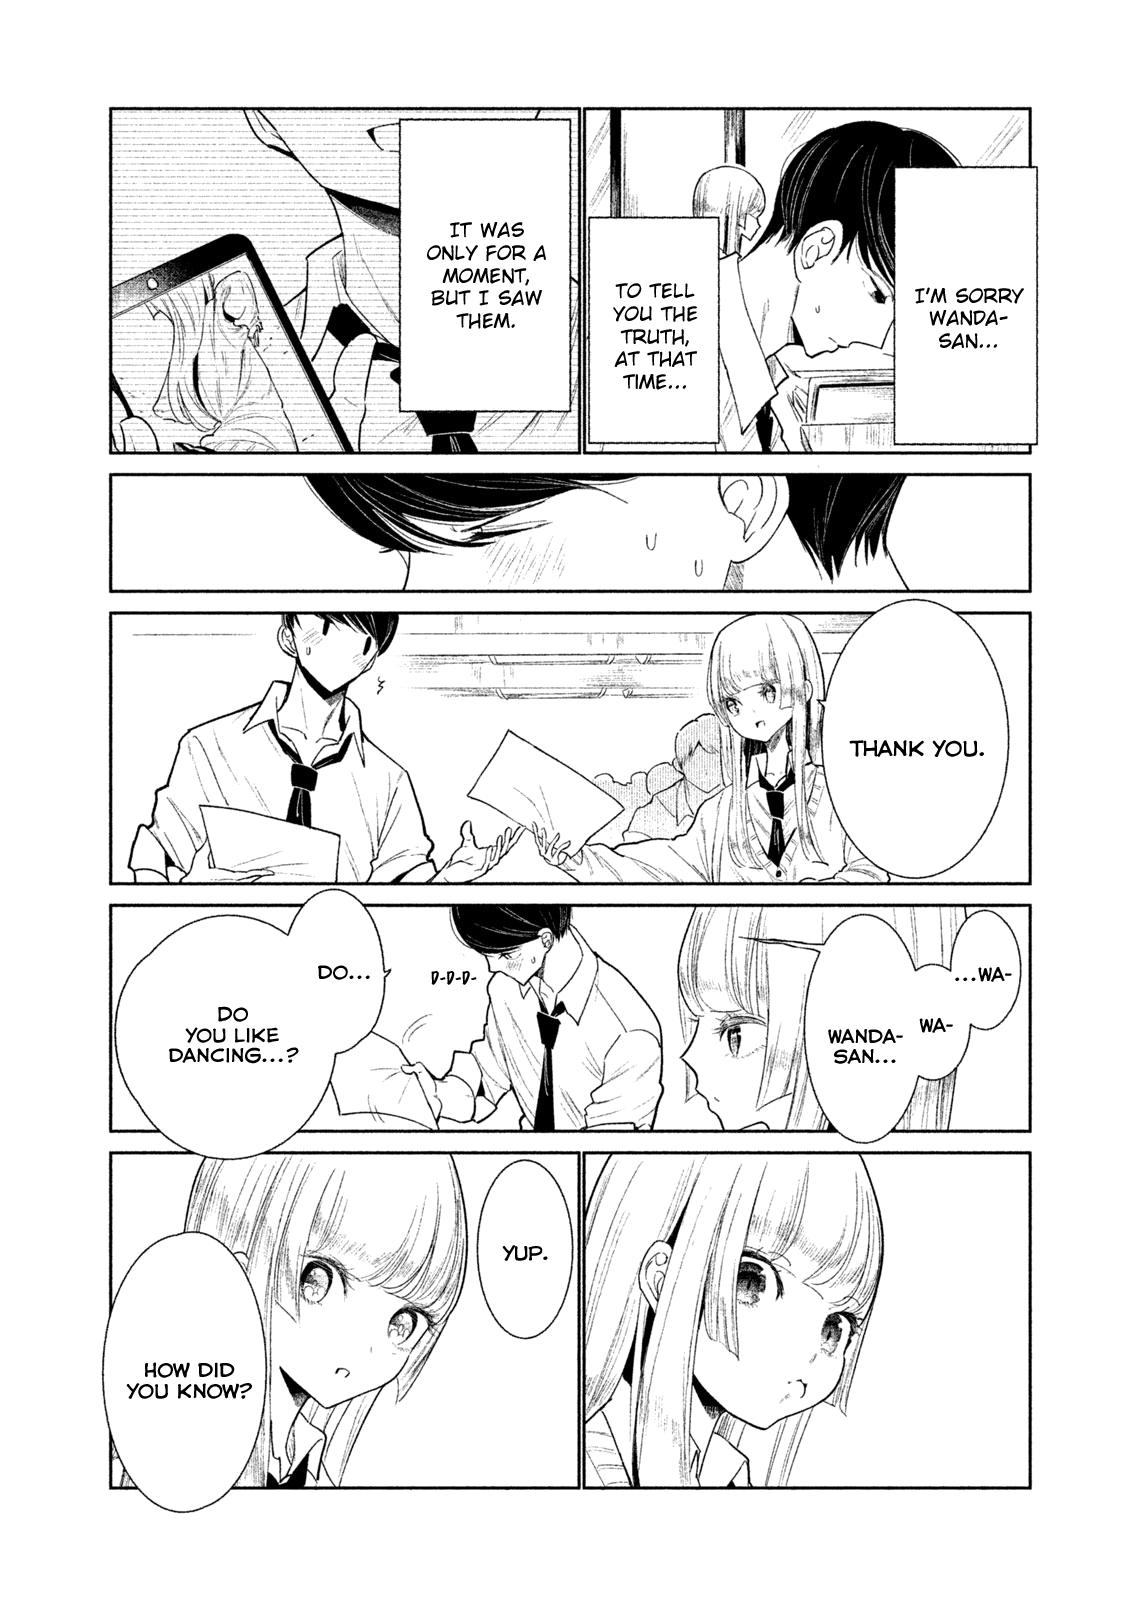 I'M SORRY
WANDA-
SAN...
TO TELL
YOU THE
TRUTH,
AT THAT
TIME...
IT WAS
ONLY FOR A
MOMENT,
BUT I SAW
THEM.
THANK YOU.
...WA-
WA-
WANDA-
SAN...
D-D-D-
DO...
DO
YOU LIKE
DANCING...?
YUP.
HOW DID
YOU KNOW?